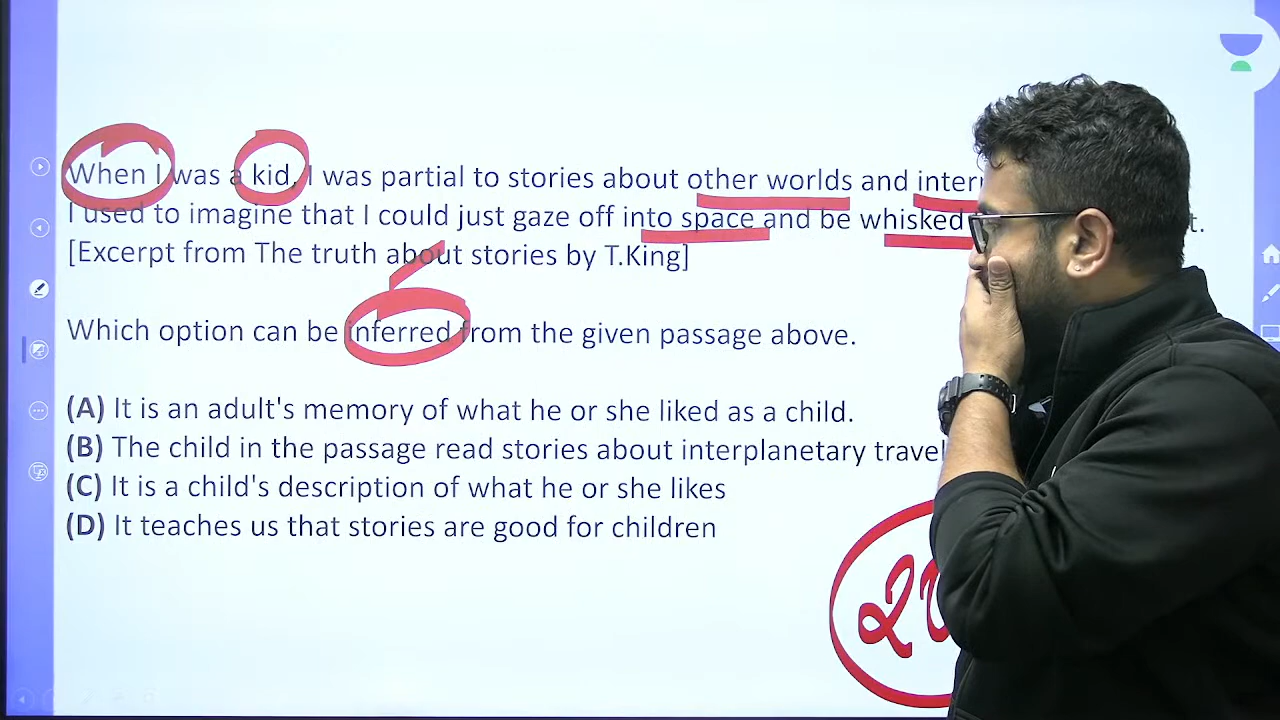 When I was a kid, I was partial to stories about other worlds and
I used to imagine that I could just gaze off into space and be whisked
[Excerpt from The truth about stories by T.King]
Which option can be inferred from the given passage above.
(A) It is an adult's memory of what he or she liked as a child.
(B) The child in the passage read stories about interplanetary travel
(C) It is a child's description of what he or she likes
(D) It teaches us that stories are good for children